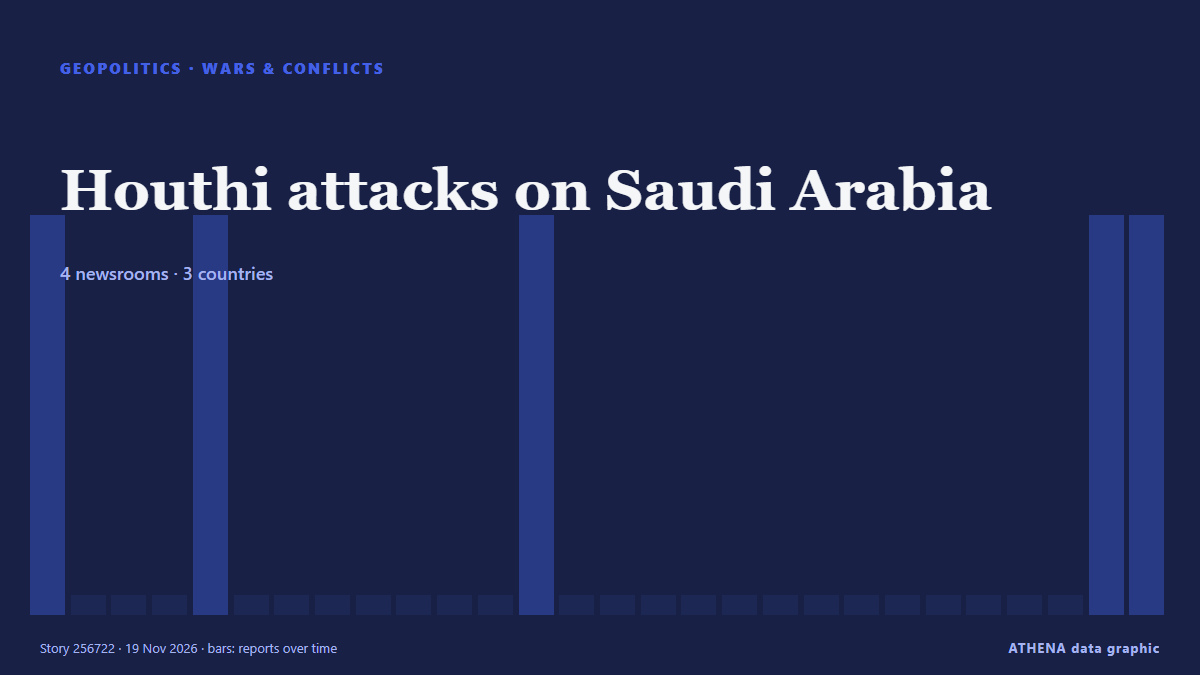 GEOPOLITICS · WARS & CONFLICTS
Houthi attacks on Saudi Arabia
4 newsrooms · 3 countries
Story 256722 · 19 Nov 2026 · bars: reports over time
ATHENA data graphic